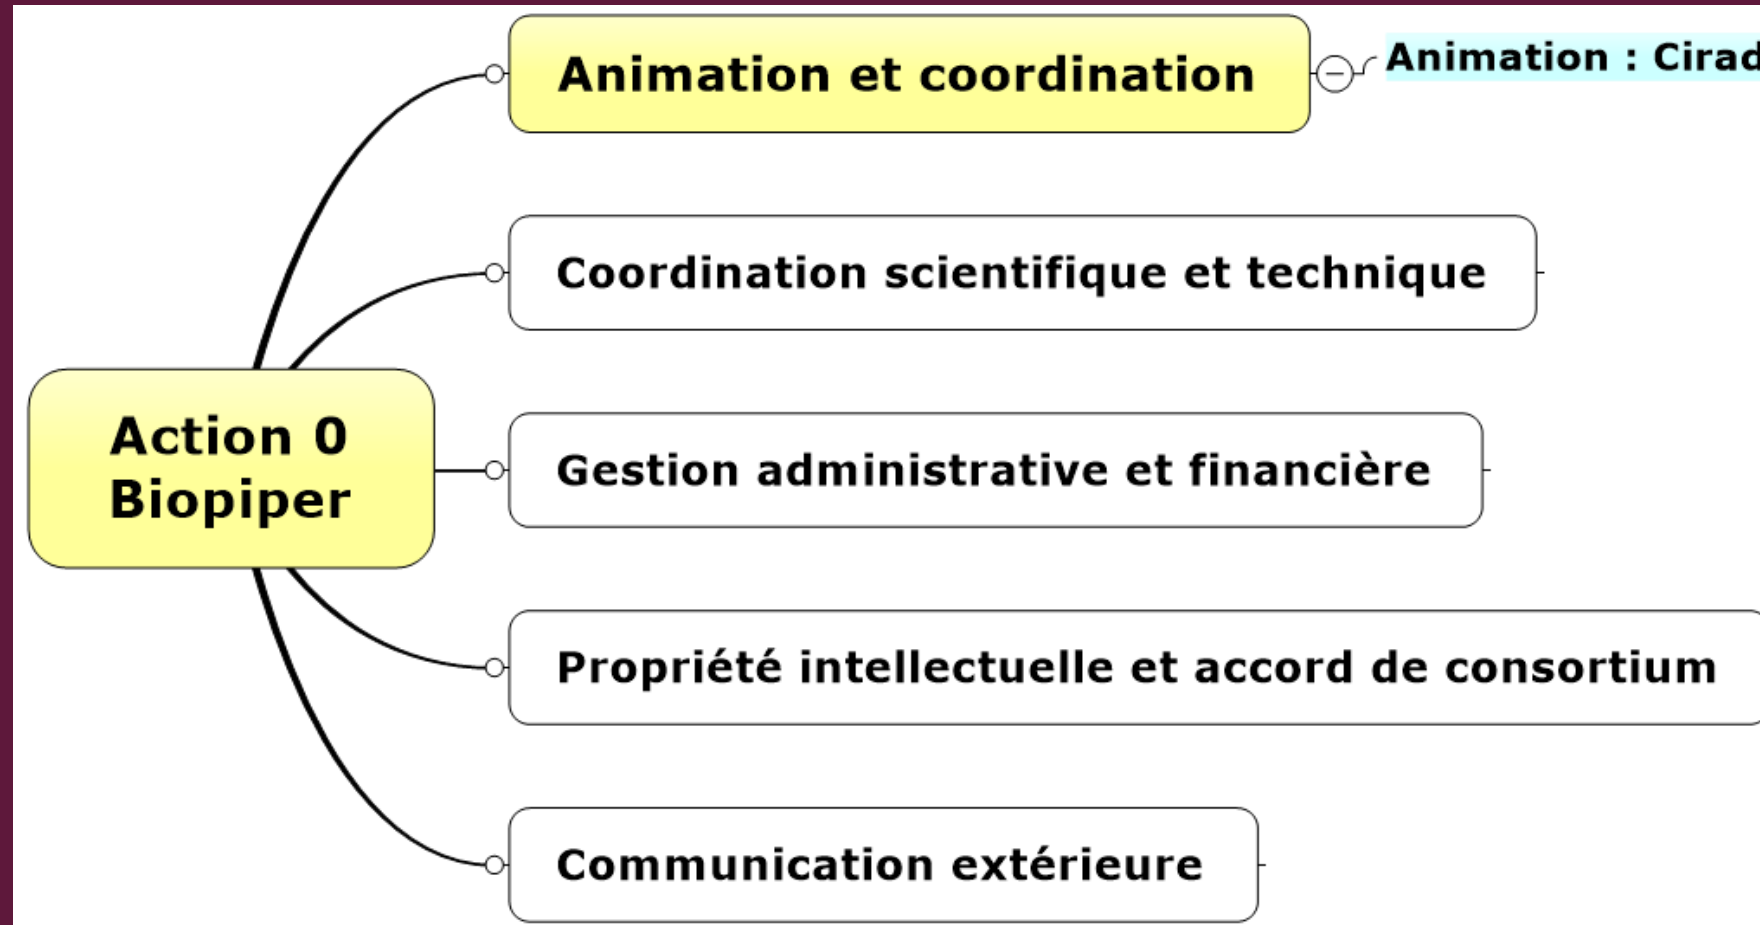 Animation et coordination
Animation : Cirad
Coordination scientifique et technique
Action 0
Biopiper
Gestion administrative et financière
Propriété intellectuelle et accord de consortium
Communication extérieure